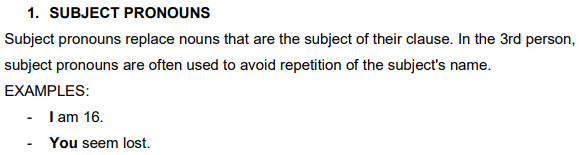 1. SUBJECT PRONOUNS
Subject pronouns replace nouns that are the subject of their clause. In the 3rd person,
subject pronouns are often used to avoid repetition of the subject's name.
EXAMPLES:
- I am 16.
- You seem lost.